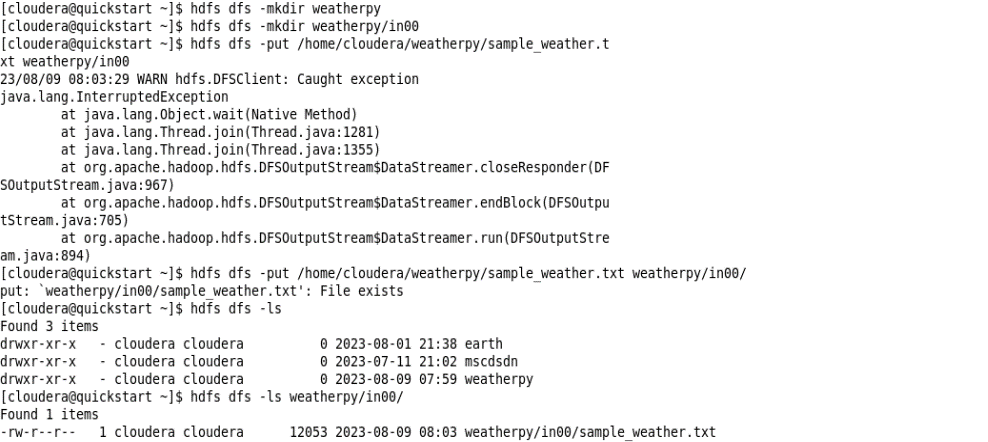 [cloudera@quickstart ~]$ hdfs dfs -mkdir weatherpy
[cloudera@quickstart ~]$ hdfs dfs -mkdir weatherpy/in00
[cloudera@quickstart ~]$ hdfs dfs -put /home/cloudera/weatherpy/sample_weather.t
xt weatherpy/in00
23/08/09 08:03:29 WARN hdfs.DFSClient: Caught exception
java.lang.InterruptedException
        at java.lang.Object.wait(Native Method)
        at java.lang.Thread.join(Thread.java:1281)
        at java.lang.Thread.join(Thread.java:1355)
        at org.apache.hadoop.hdfs.DFSOutputStream$DataStreamer.closeResponder(DF
SOutputStream.java:967)
        at org.apache.hadoop.hdfs.DFSOutputStream$DataStreamer.endBlock(DFSOutpu
tStream.java:705)
        at org.apache.hadoop.hdfs.DFSOutputStream$DataStreamer.run(DFSOutputStre
am.java:894)
[cloudera@quickstart ~]$ hdfs dfs -put /home/cloudera/weatherpy/sample_weather.txt weatherpy/in00/
put: `weatherpy/in00/sample_weather.txt': File exists
[cloudera@quickstart ~]$ hdfs dfs -ls
Found 3 items
drwxr-xr-x   - cloudera cloudera          0 2023-08-01 21:38 earth
drwxr-xr-x   - cloudera cloudera          0 2023-07-11 21:02 mscdsdn
drwxr-xr-x   - cloudera cloudera          0 2023-08-09 07:59 weatherpy
[cloudera@quickstart ~]$ hdfs dfs -ls weatherpy/in00/
Found 1 items
-rw-r--r--   1 cloudera cloudera      12053 2023-08-09 08:03 weatherpy/in00/sample_weather.txt